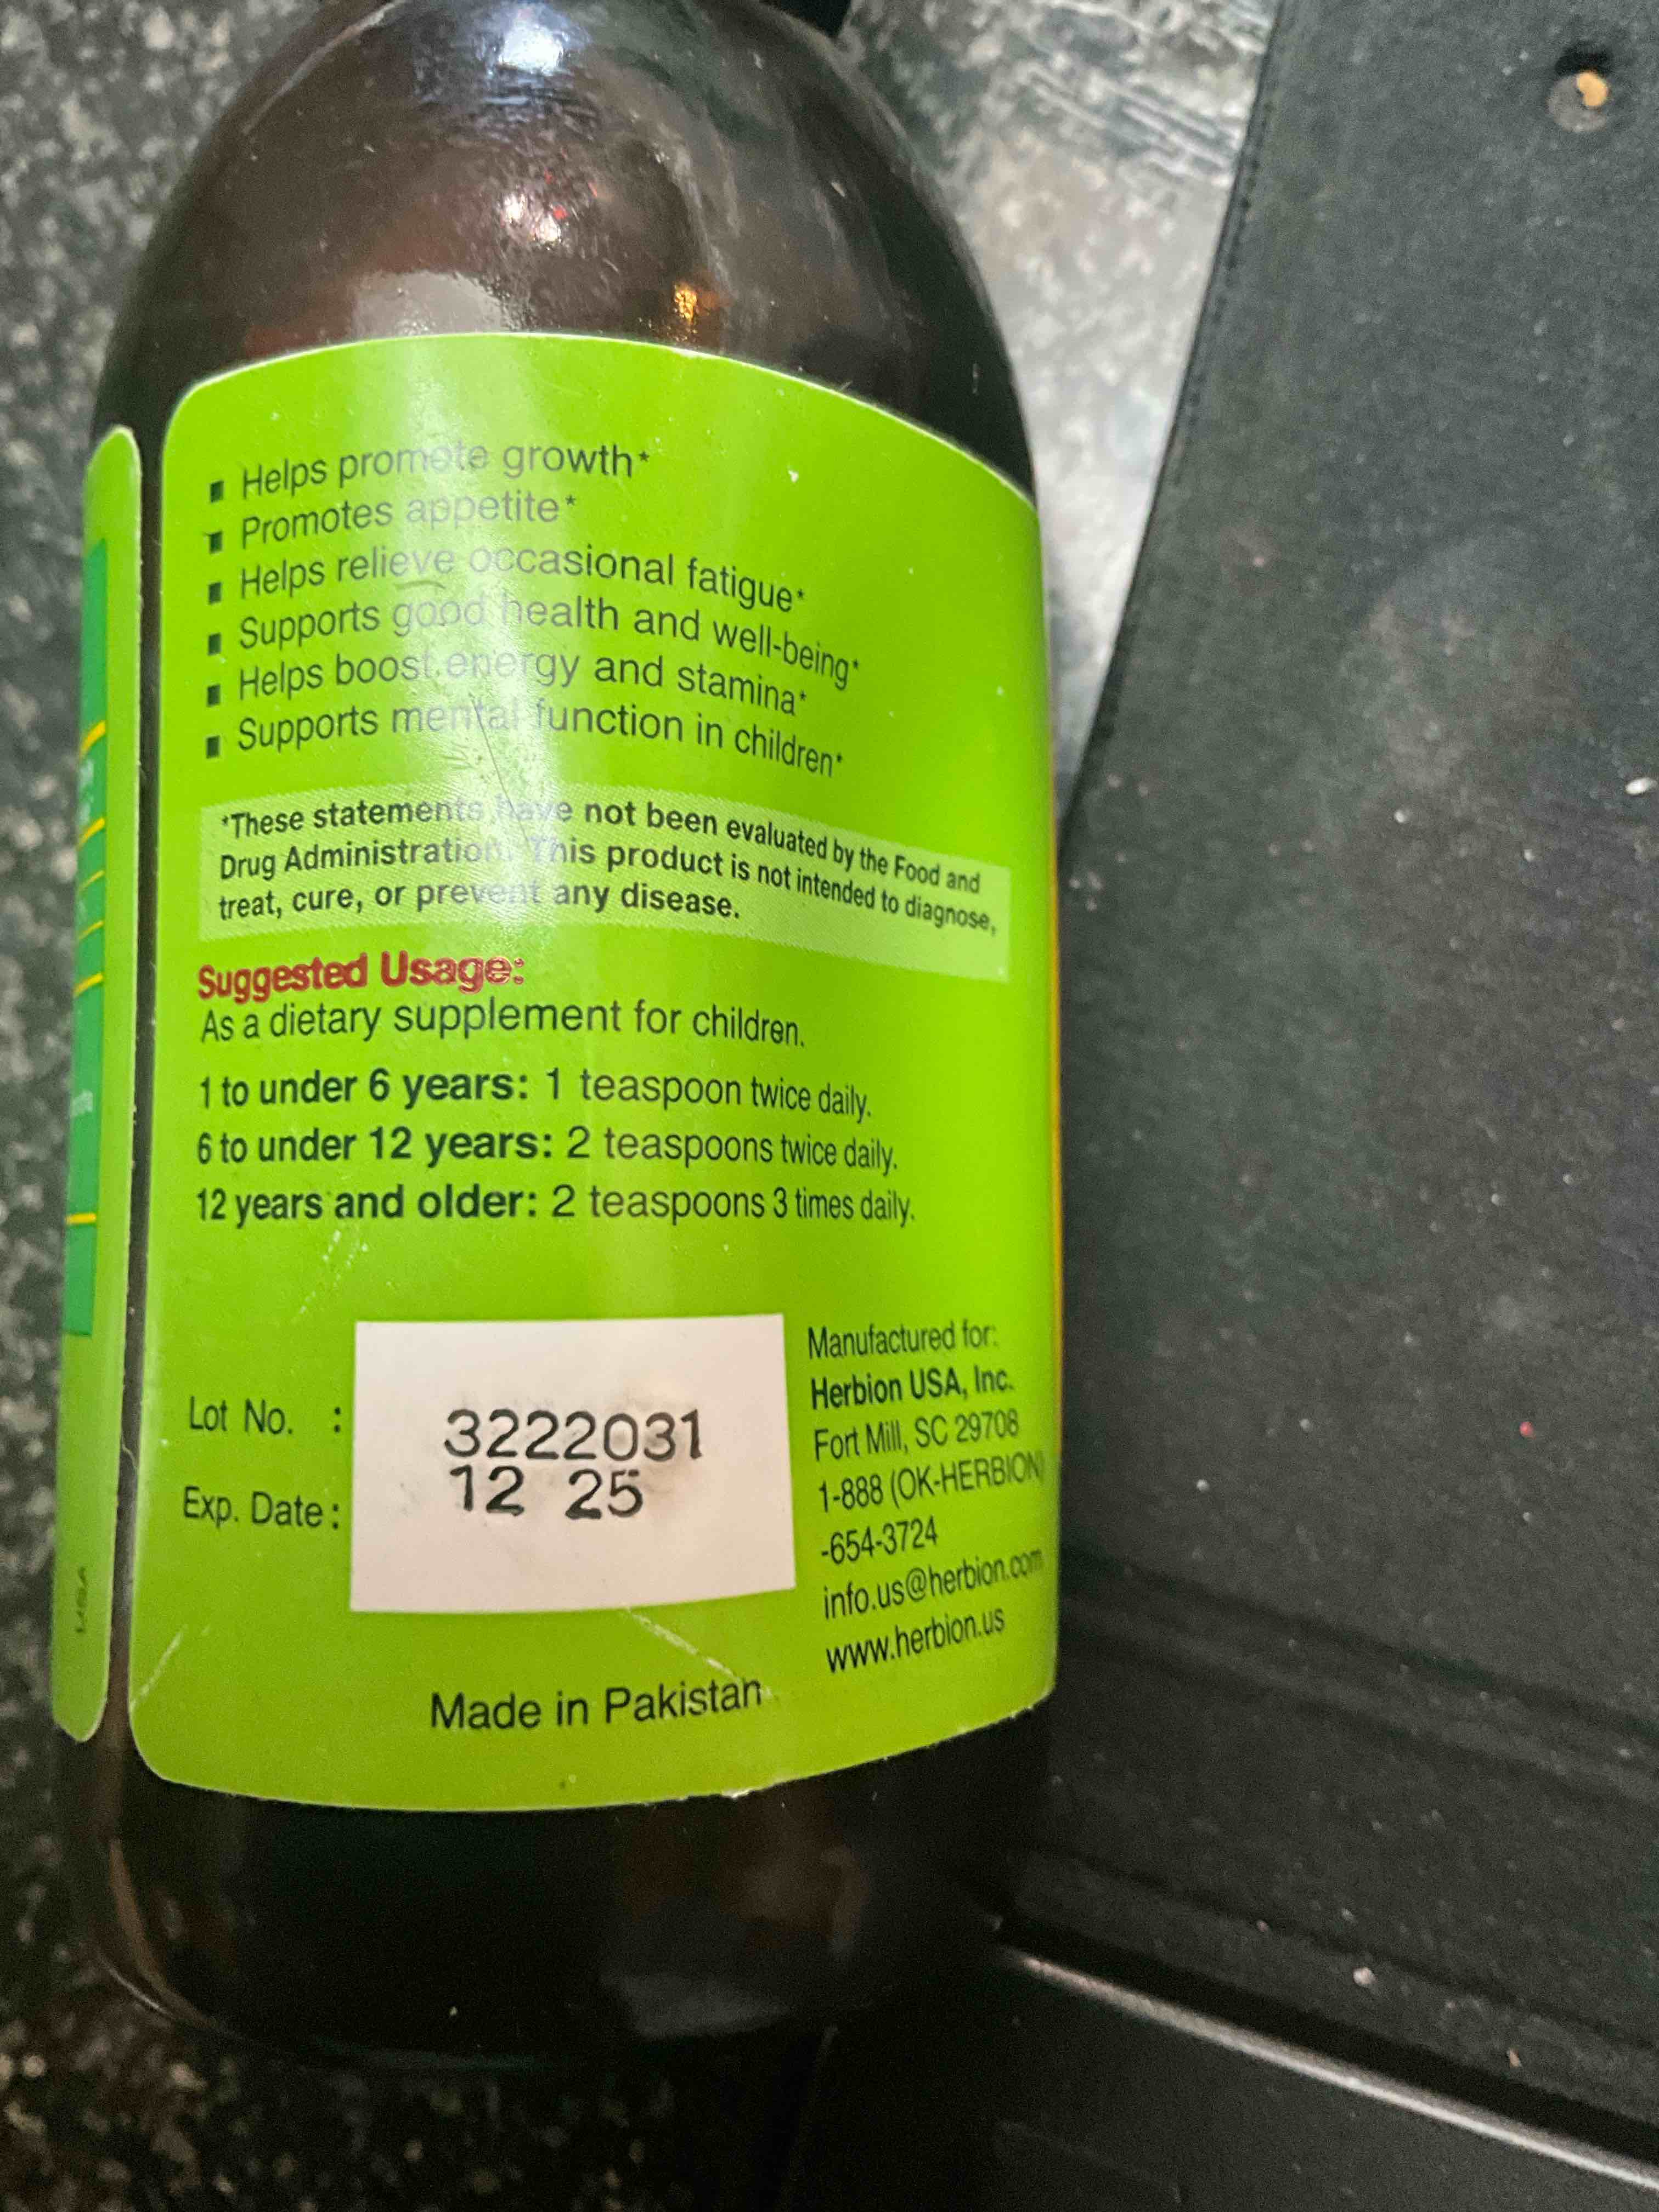 Helps promote growth*
Promotes appetite*
Helps relieve occasional fatigue*
Supports good health and well-being*
Helps boost energy and stamina*
Supports mental function in children*
*These statements have not been evaluated by the Food and
Drug Administration. This product is not intended to diagnose,
treat, cure, or prevent any disease.
Suggested Usage:
As a dietary supplement for children.
1 to under 6 years: 1 teaspoon twice daily.
6 to under 12 years: 2 teaspoons twice daily.
12 years and older: 2 teaspoons 3 times daily.
Lot No. : 3222031
Exp. Date : 12 25
Manufactured for:
Herbion USA, Inc.
Fort Mill, SC 29708
1-888 (OK-HERBION)
-654-3724
info.us@herbion.com
www.herbion.us
Made in Pakistan